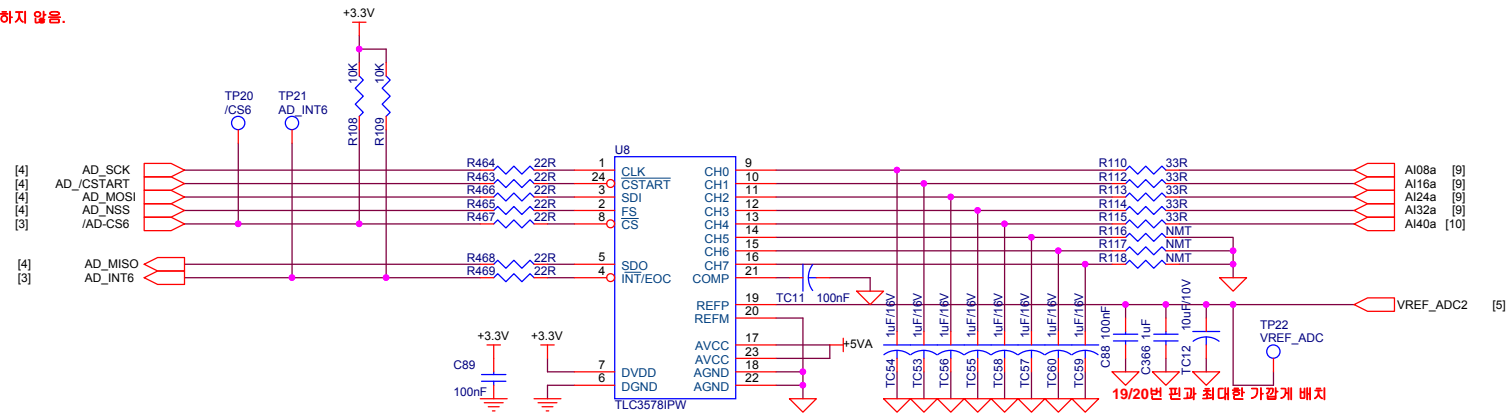 하지 않음.
+3.3V
10K
10K
R108
R109
TP20
/CS6
TP21
AD_INT6
U8
[4] AD_SCK R464 22R 1 CLK CH0 9 R110 33R AI08a [9]
[4] AD_/CSTART R463 22R 24 CSTART CH1 10 R112 33R AI16a [9]
[4] AD_MOSI R466 22R 3 SDI CH2 11 R113 33R AI24a [9]
[4] AD_NSS R465 22R 2 FS CH3 12 R114 33R AI32a [9]
[3] /AD-CS6 R467 22R 8 CS CH4 13 R115 33R AI40a [10]
CH5 14 R116 NMT
CH6 15 R117 NMT
[4] AD_MISO R468 22R 5 SDO CH7 16 R118 NMT
[3] AD_INT6 R469 22R 4 INT/EOC COMP 21
TC11 100nF
REFP 19 VREF_ADC2 [5]
REFM 20
+3.3V +3.3V
C89
100nF
AVCC 17
+5VA
AVCC 23
7 DVDD AGND 18
6 DGND AGND 22
TLC3578IPW
1uF/16V 1uF/16V 1uF/16V 1uF/16V 1uF/16V 1uF/16V 1uF/16V 1uF/16V
TC54 TC53 TC56 TC55 TC58 TC57 TC60 TC59
C88 100nF
C366 1uF
TC12 10uF/10V
TP22
VREF_ADC
19/20번 핀과 최대한 가깝게 배치